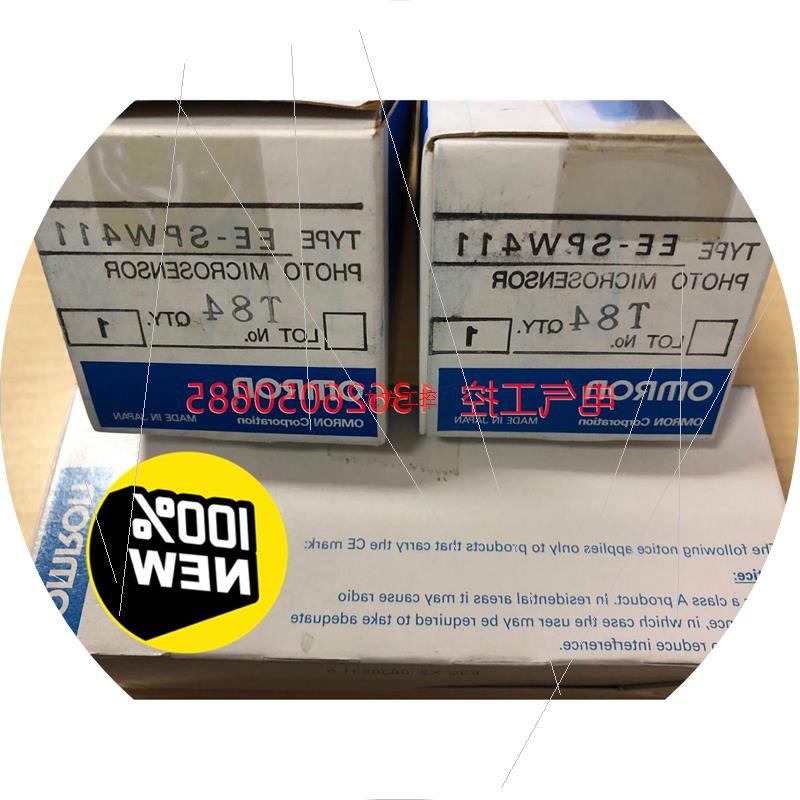 TYPE EE-SPW411
PHOTO MICROSENSOR
LOT No. T84 QTY. 1
OMRON
OMRON Corporation MADE IN JAPAN
TYPE EE-SPW411
PHOTO MICROSENSOR
LOT No. T84 QTY. 1
OMRON
OMRON Corporation MADE IN JAPAN
电气工控 13626050685
OMRON
100%
NEW
The following notice applies only to products that carry the CE mark:
a class A product. In residential areas it may cause radio
in which case the user may be required to take adequate
to reduce interference.